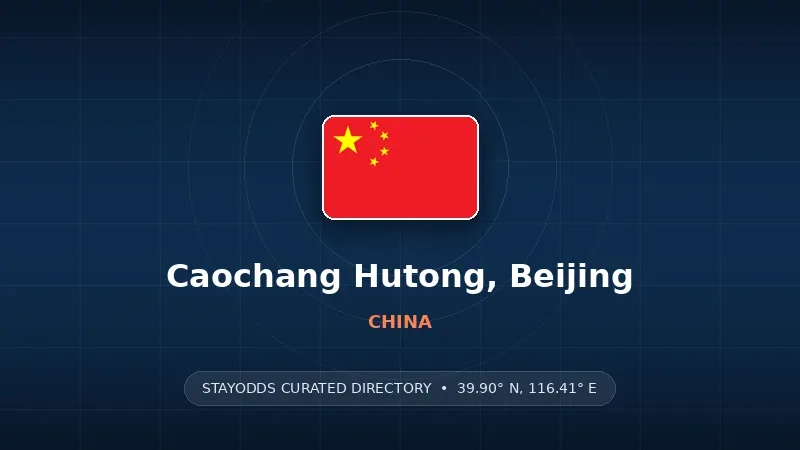 Caochang Hutong, Beijing
CHINA
STAYODDS CURATED DIRECTORY • 39.90° N, 116.41° E